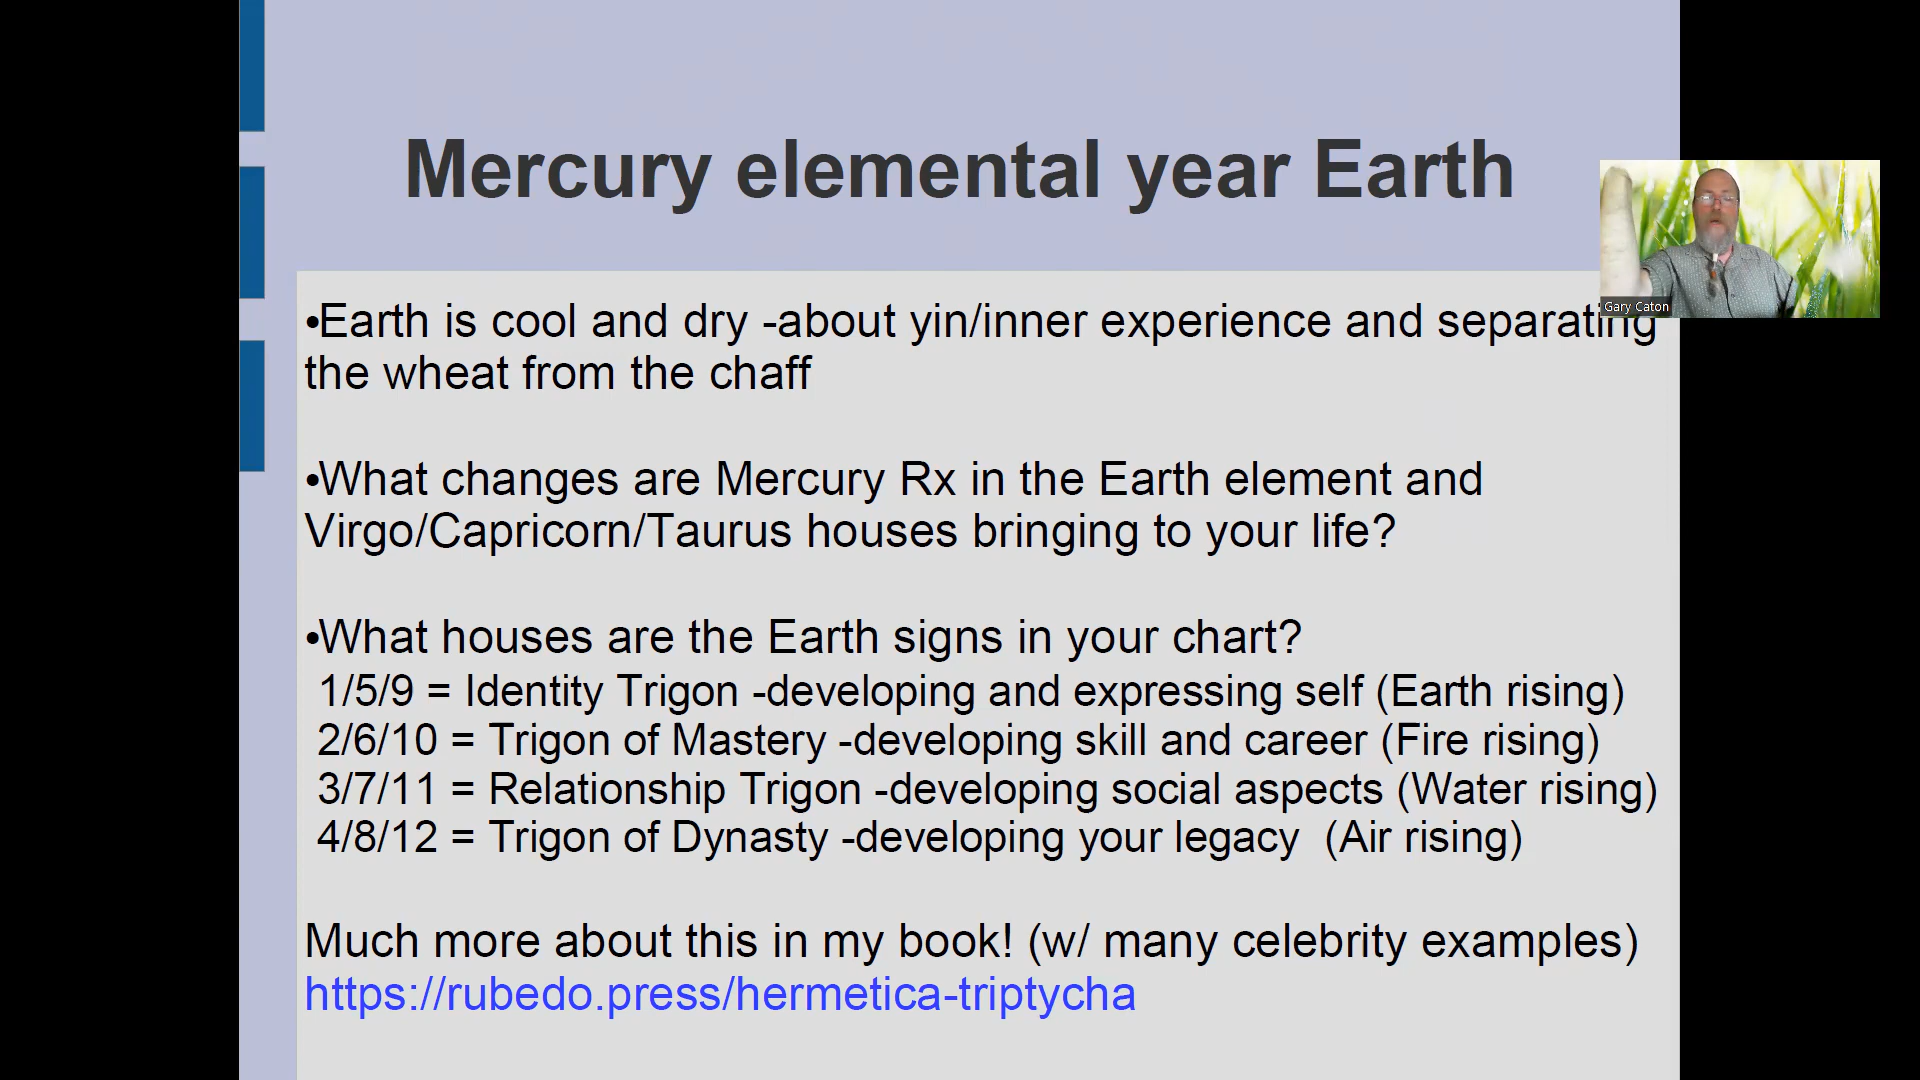 Mercury elemental year Earth
Gary Caton
•Earth is cool and dry -about yin/inner experience and separating
the wheat from the chaff
•What changes are Mercury Rx in the Earth element and
Virgo/Capricorn/Taurus houses bringing to your life?
•What houses are the Earth signs in your chart?
1/5/9 = Identity Trigon -developing and expressing self (Earth rising)
2/6/10 = Trigon of Mastery -developing skill and career (Fire rising)
3/7/11 = Relationship Trigon -developing social aspects (Water rising)
4/8/12 = Trigon of Dynasty -developing your legacy  (Air rising)
Much more about this in my book! (w/ many celebrity examples)
https://rubedo.press/hermetica-triptycha